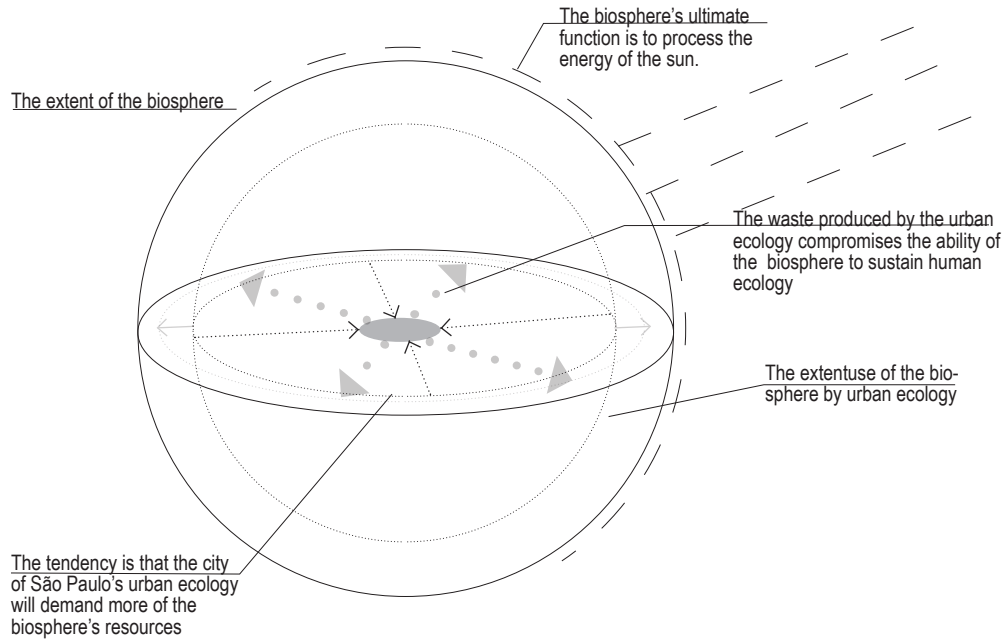 The biosphere's ultimate
function is to process the
energy of the sun.
The extent of the biosphere
The waste produced by the urban
ecology compromises the ability of
the biosphere to sustain human
ecology
The extentuse of the bio-
sphere by urban ecology
The tendency is that the city
of São Paulo's urban ecology
will demand more of the
biosphere's resources